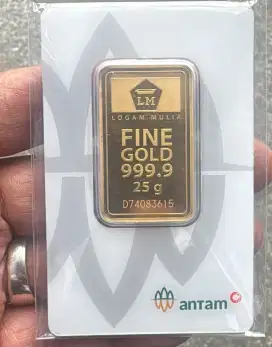 LM
LOGAM MULIA
FINE
GOLD
999.9
25 g
D74083615
antam